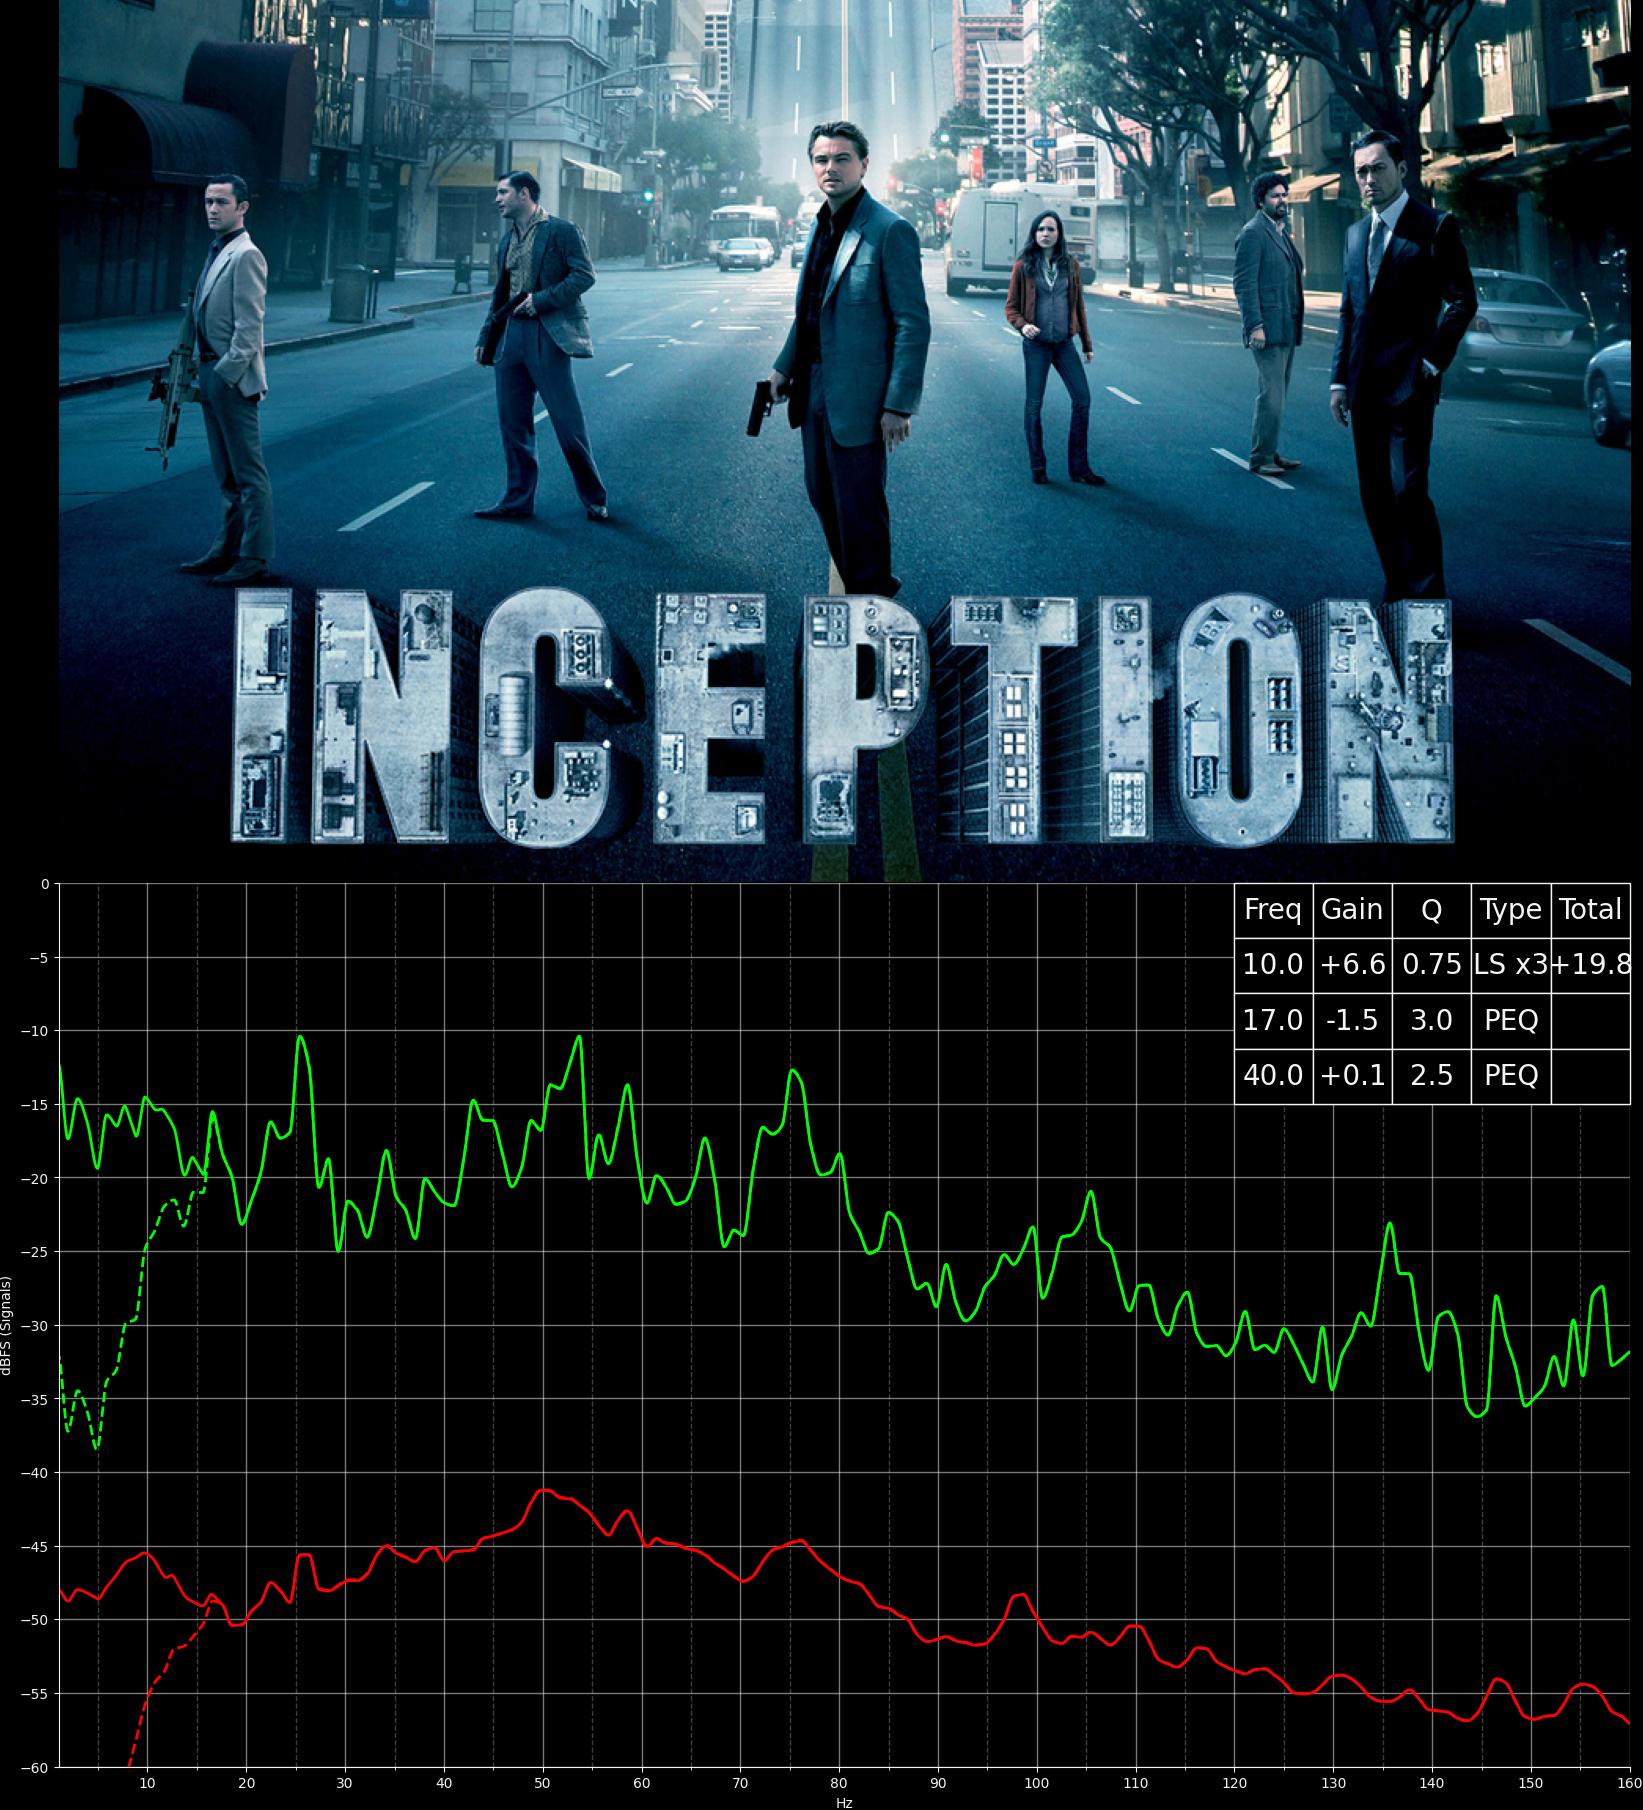 ONE WAY
INCEPTION
Freq Gain Q Type Total
10.0 +6.6 0.75 LS x3 +19.8
17.0 -1.5 3.0 PEQ
40.0 +0.1 2.5 PEQ
0
−5
−10
−15
−20
−25
−30
−35
−40
−45
−50
−55
−60
dBFS (Signals)
10 20 30 40 50 60 70 80 90 100 110 120 130 140 150 160
Hz